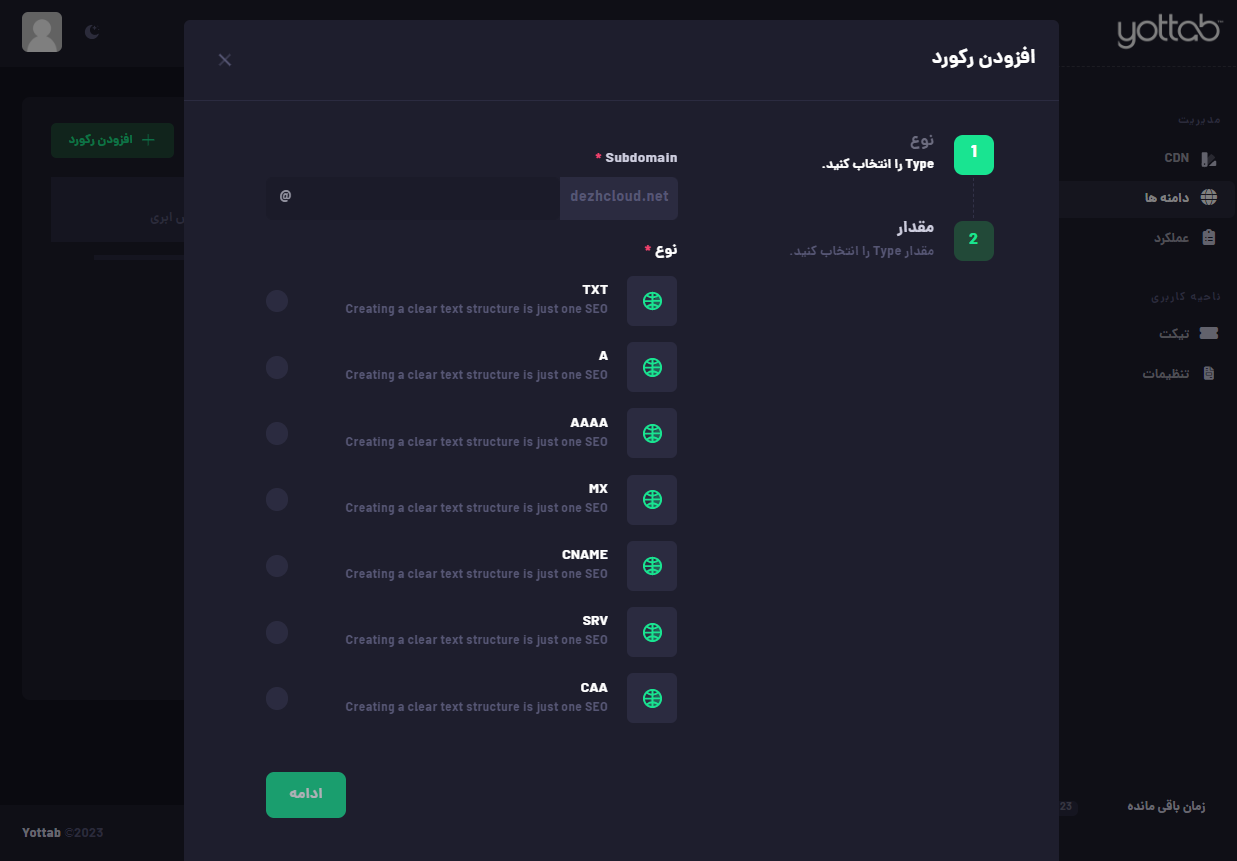 yottab™
افزودن رکورد
افزودن رکورد
مدیریت
CDN
دامنه ها
عملکرد
ناحیه کاربری
تیکت
تنظیمات
زمان باقی مانده
23
1
نوع
Type را انتخاب کنید.
2
مقدار
مقدار Type را انتخاب کنید.
Subdomain *
dezhcloud.net
@
نوع *
TXT
Creating a clear text structure is just one SEO
A
Creating a clear text structure is just one SEO
AAAA
Creating a clear text structure is just one SEO
MX
Creating a clear text structure is just one SEO
CNAME
Creating a clear text structure is just one SEO
SRV
Creating a clear text structure is just one SEO
CAA
Creating a clear text structure is just one SEO
ادامه
ابری
Yottab ©2023